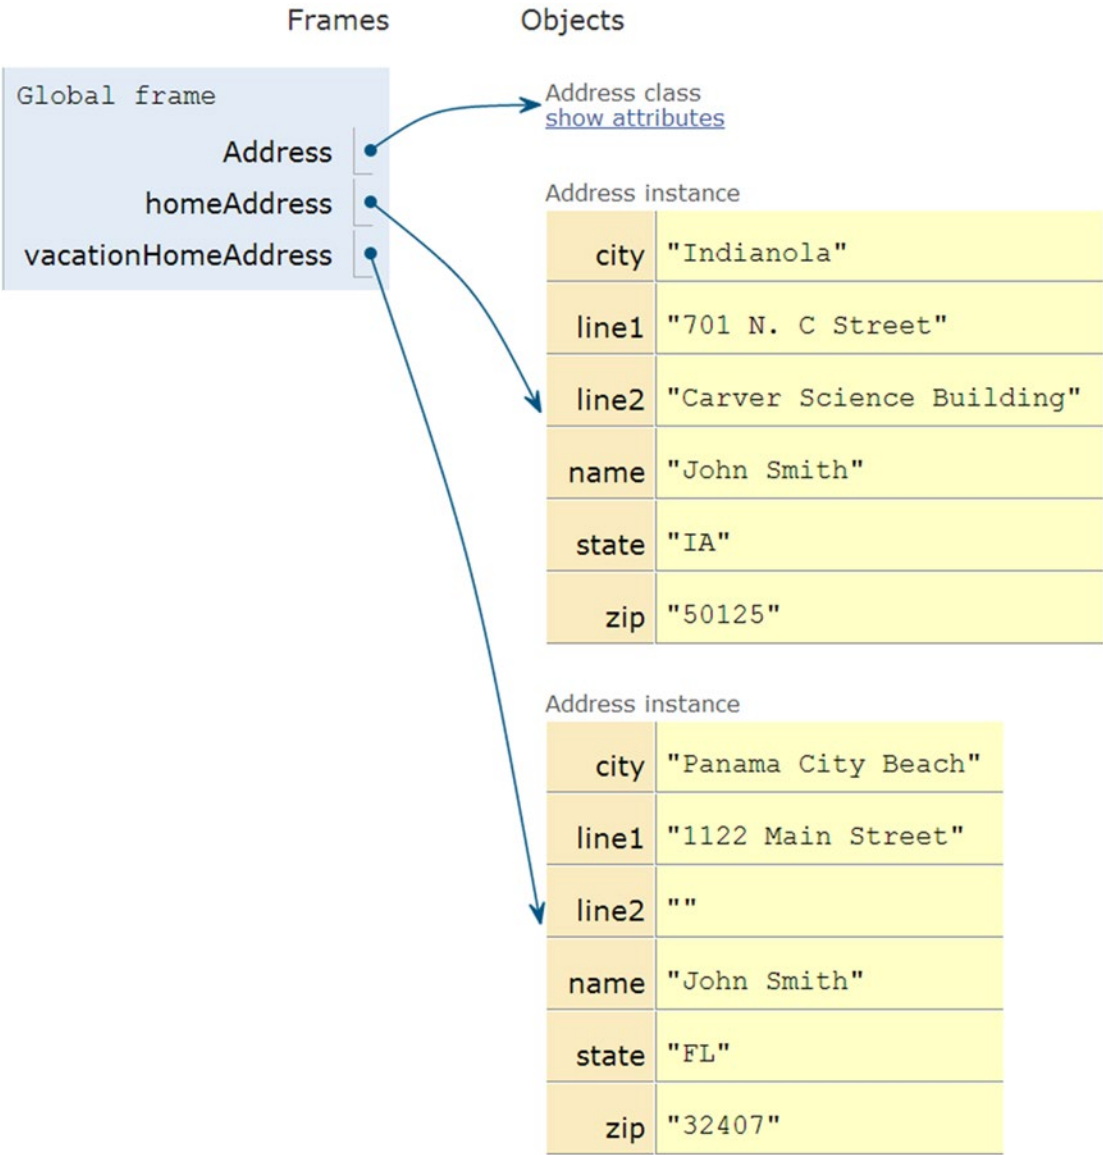 Frames Objects
Global frame
Address
homeAddress
vacationHomeAddress
Address class
show attributes
Address instance
city "Indianola"
line1 "701 N. C Street"
line2 "Carver Science Building"
name "John Smith"
state "IA"
zip "50125"
Address instance
city "Panama City Beach"
line1 "1122 Main Street"
line2 ""
name "John Smith"
state "FL"
zip "32407"